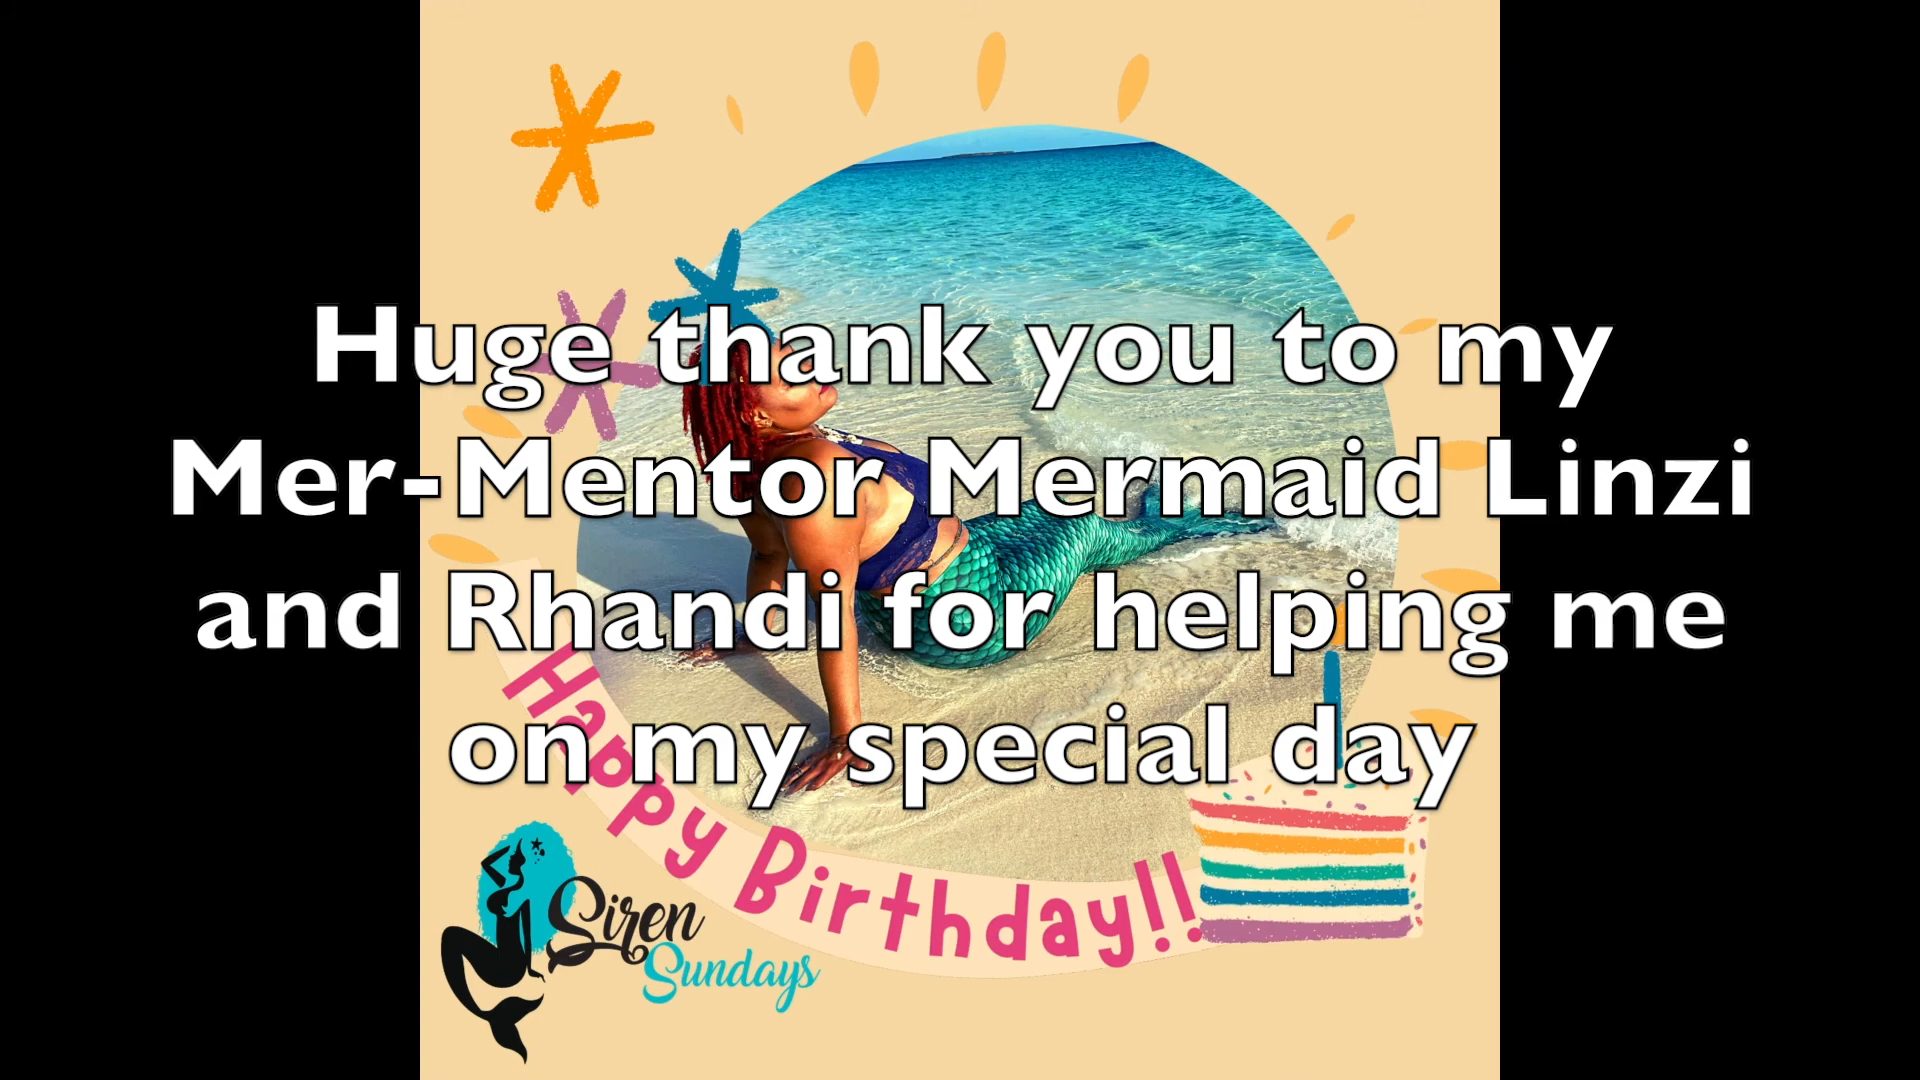 Huge thank you to my
Mer-Mentor Mermaid Linzi
and Rhandi for helping me
on my special day
Happy Birthday!!
Siren
Sundays